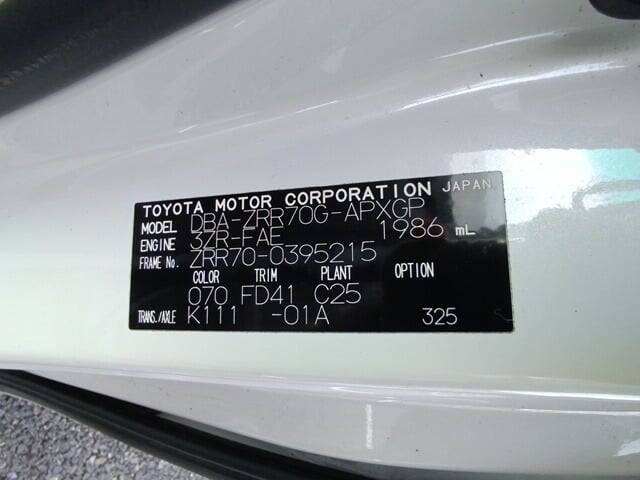 TOYOTA MOTOR CORPORATION JAPAN
MODEL DBA-ZRR70G-APXGP
ENGINE 3ZR-FAE 1986 mL
FRAME No. ZRR70-0395215
COLOR TRIM PLANT OPTION
070 FD41 C25
TRANS./AXLE K111 -01A 325